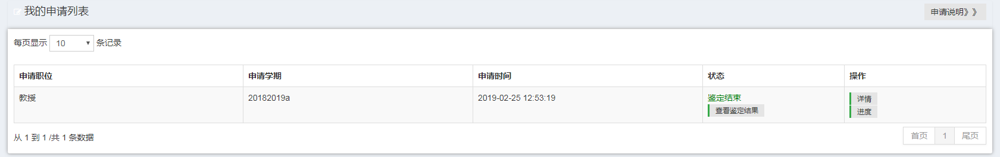 我的申请列表 申请说明》》
每页显示 10 条记录
申请职位 申请学期 申请时间 状态 操作
教授 20182019a 2019-02-25 12:53:19 鉴定结束 详情
查看鉴定结果 进度
从 1 到 1 /共 1 条数据 首页 1 尾页